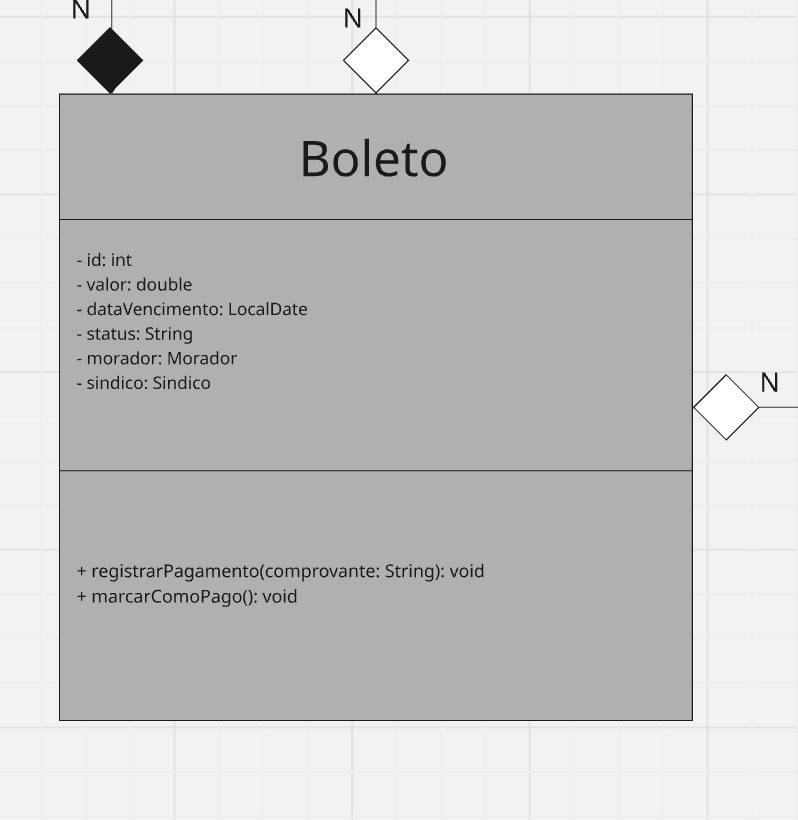 N
N
Boleto
- id: int
- valor: double
- dataVencimento: LocalDate
- status: String
- morador: Morador
- sindico: Sindico
N
+ registrarPagamento(comprovante: String): void
+ marcarComoPago(): void